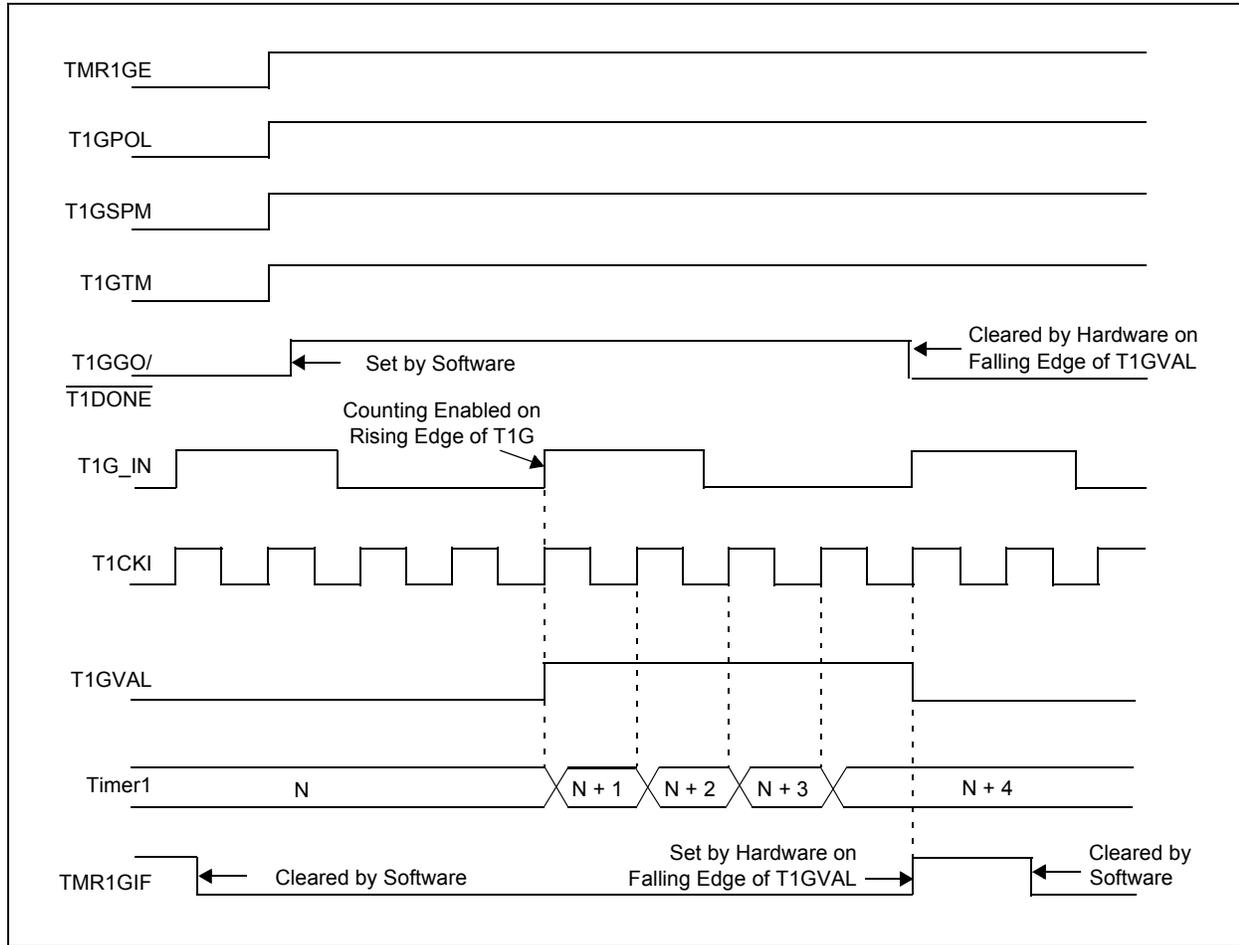 TMR1GE
T1GPOL
T1GSPM
T1GTM
T1GGO/
T1DONE
Set by Software
Cleared by Hardware on
Falling Edge of T1GVAL
Counting Enabled on
Rising Edge of T1G
T1G_IN
T1CKI
T1GVAL
Timer1
N
N + 1
N + 2
N + 3
N + 4
TMR1GIF
Cleared by Software
Set by Hardware on
Falling Edge of T1GVAL
Cleared by
Software